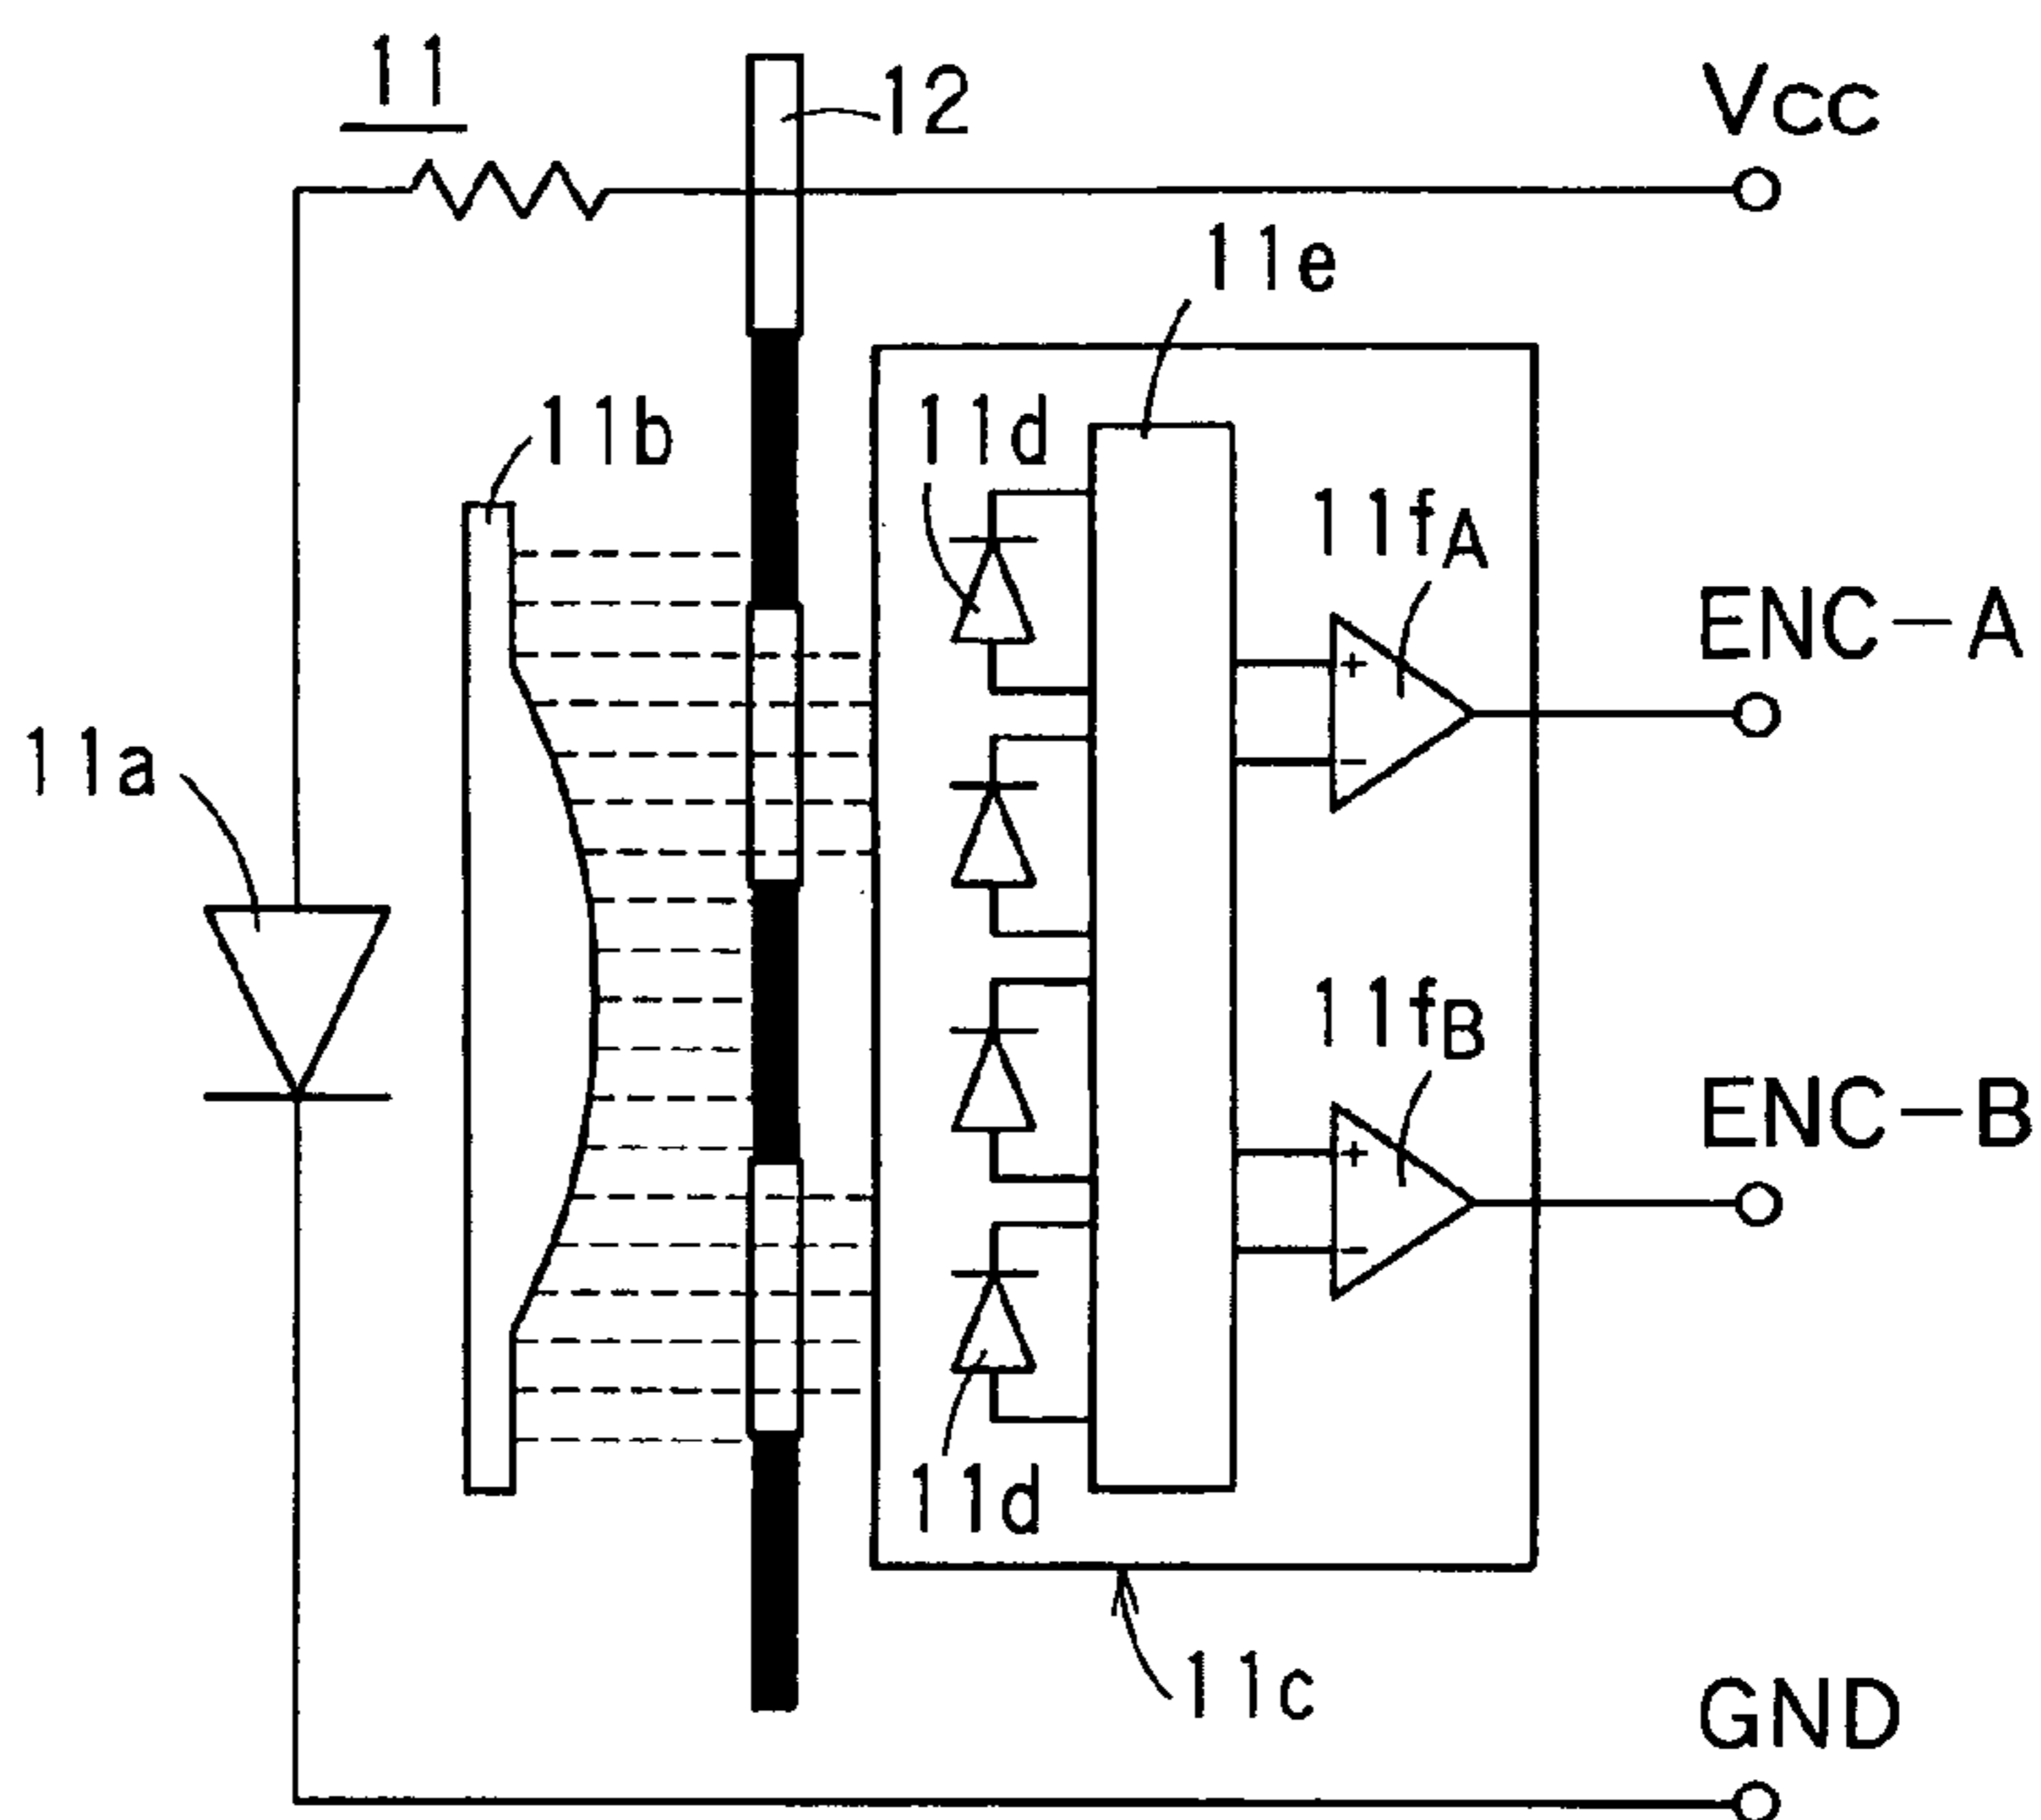 11
12
Vcc
11e
11b
11d
11fA
ENC-A
11a
11fB
ENC-B
11d
11c
GND
+
-
+
-